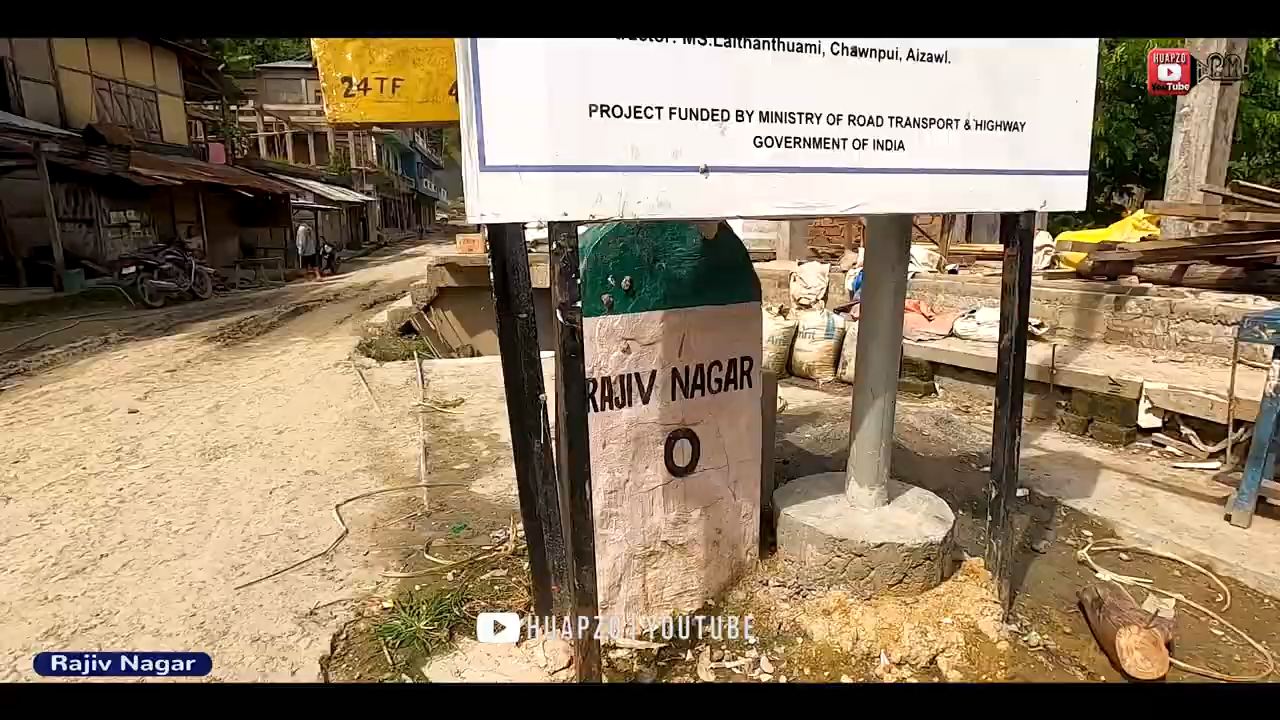 MS.Lalthanthuami, Chawnpui, Aizawl.
PROJECT FUNDED BY MINISTRY OF ROAD TRANSPORT & HIGHWAY
GOVERNMENT OF INDIA
24TF
HUAPZO
YouTube
RAJIV NAGAR
0
HUAPZO YOUTUBE
Rajiv Nagar